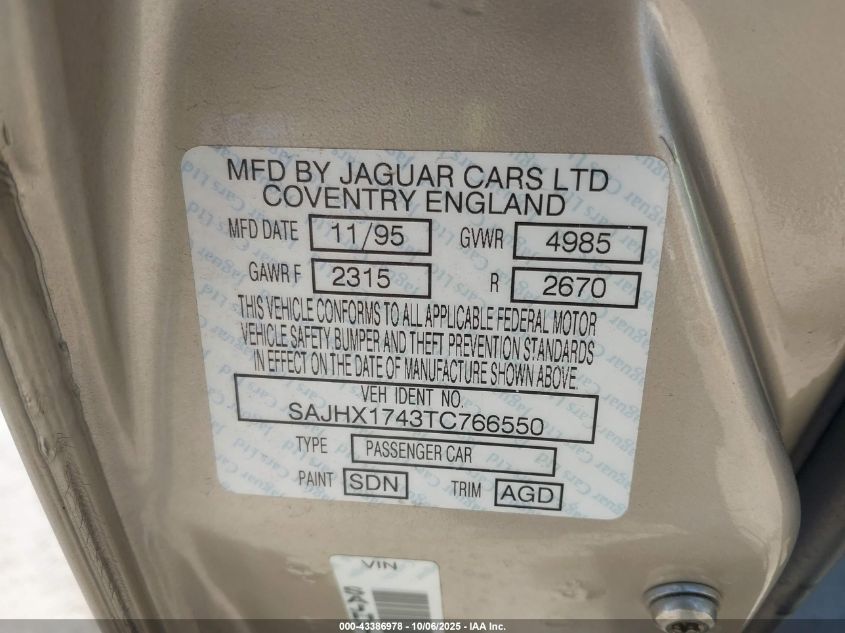 MFD BY JAGUAR CARS LTD
COVENTRY ENGLAND
MFD DATE 11/95 GVWR 4985
GAWR F 2315 R 2670
THIS VEHICLE CONFORMS TO ALL APPLICABLE FEDERAL MOTOR
VEHICLE SAFETY BUMPER AND THEFT PREVENTION STANDARDS
IN EFFECT ON THE DATE OF MANUFACTURE SHOWN ABOVE.
VEH IDENT NO.
SAJHX1743TC766550
TYPE PASSENGER CAR
PAINT SDN TRIM AGD
VIN
000-43386978 - 10/06/2025 - IAA Inc.